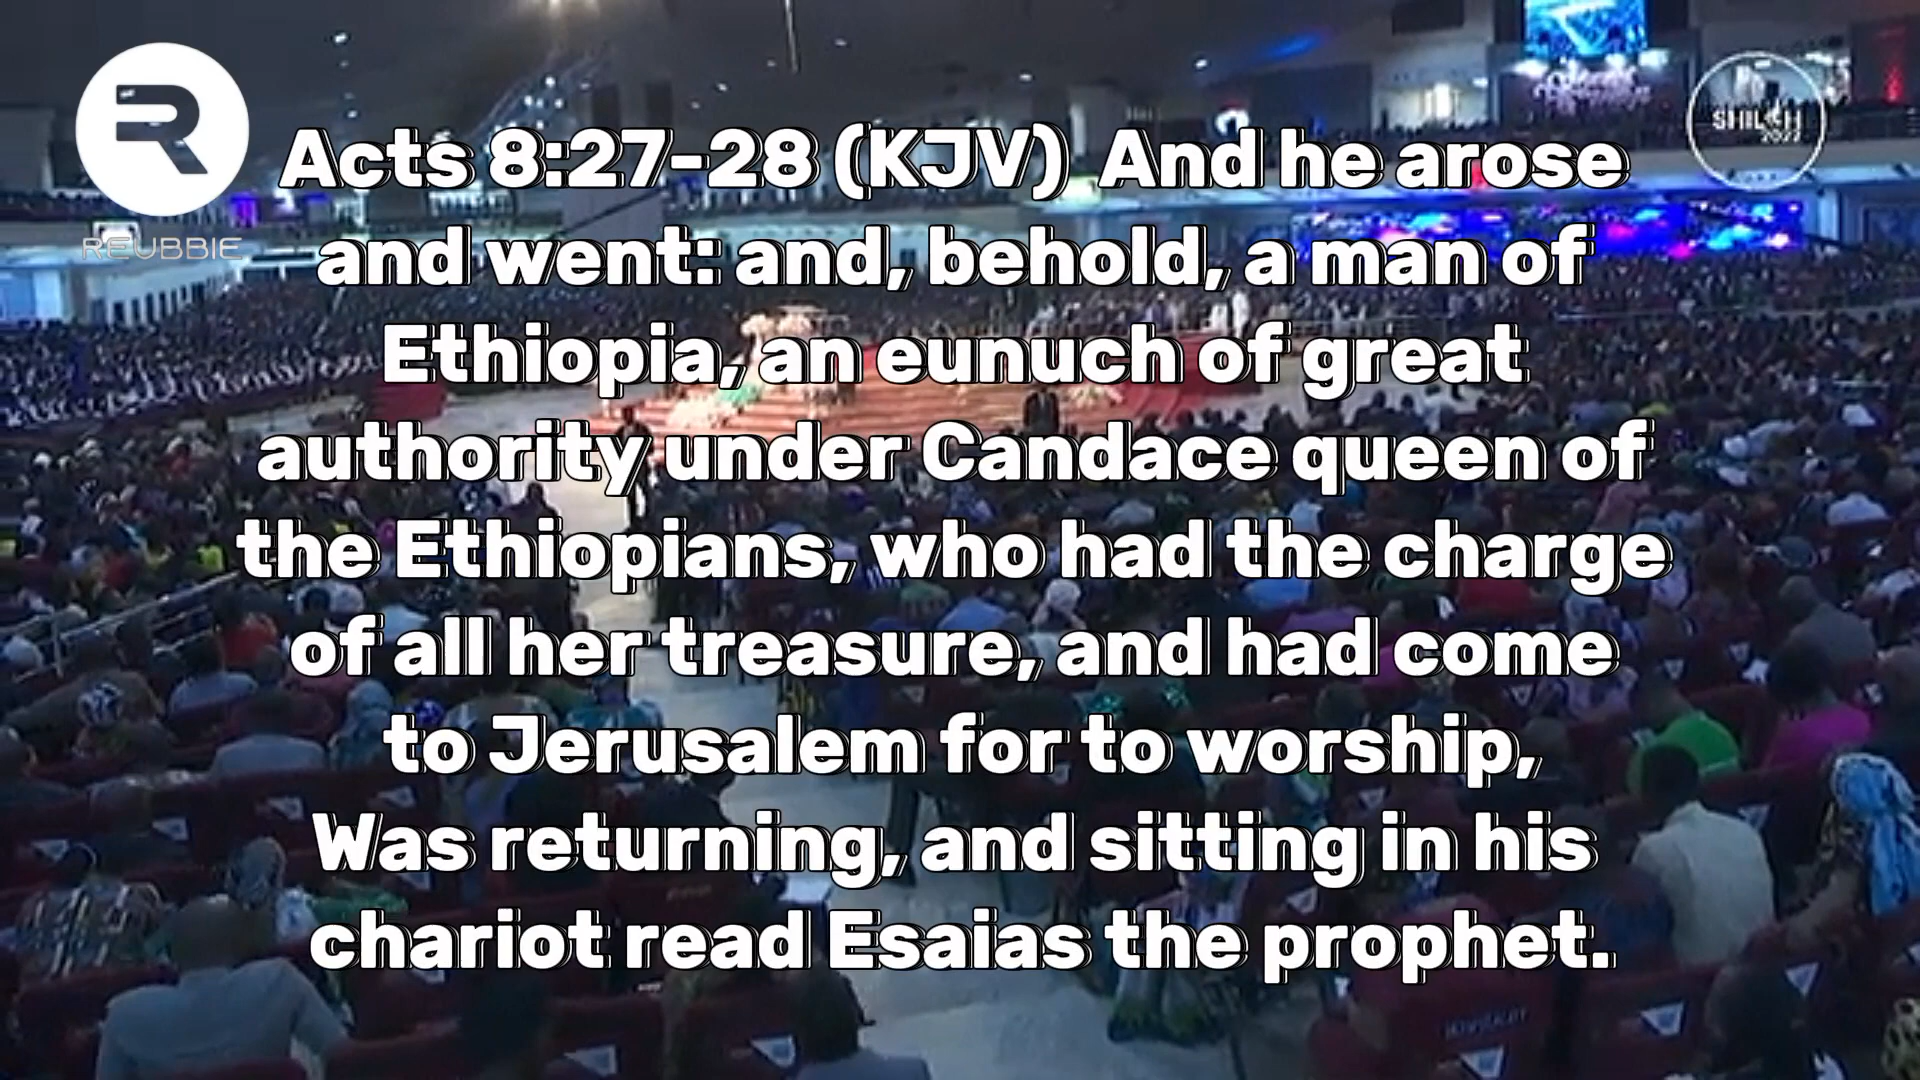 REUBBIE
SHILOH
2022
Acts 8:27-28 (KJV) And he arose
and went: and, behold, a man of
Ethiopia, an eunuch of great
authority under Candace queen of
the Ethiopians, who had the charge
of all her treasure, and had come
to Jerusalem for to worship,
Was returning, and sitting in his
chariot read Esaias the prophet.